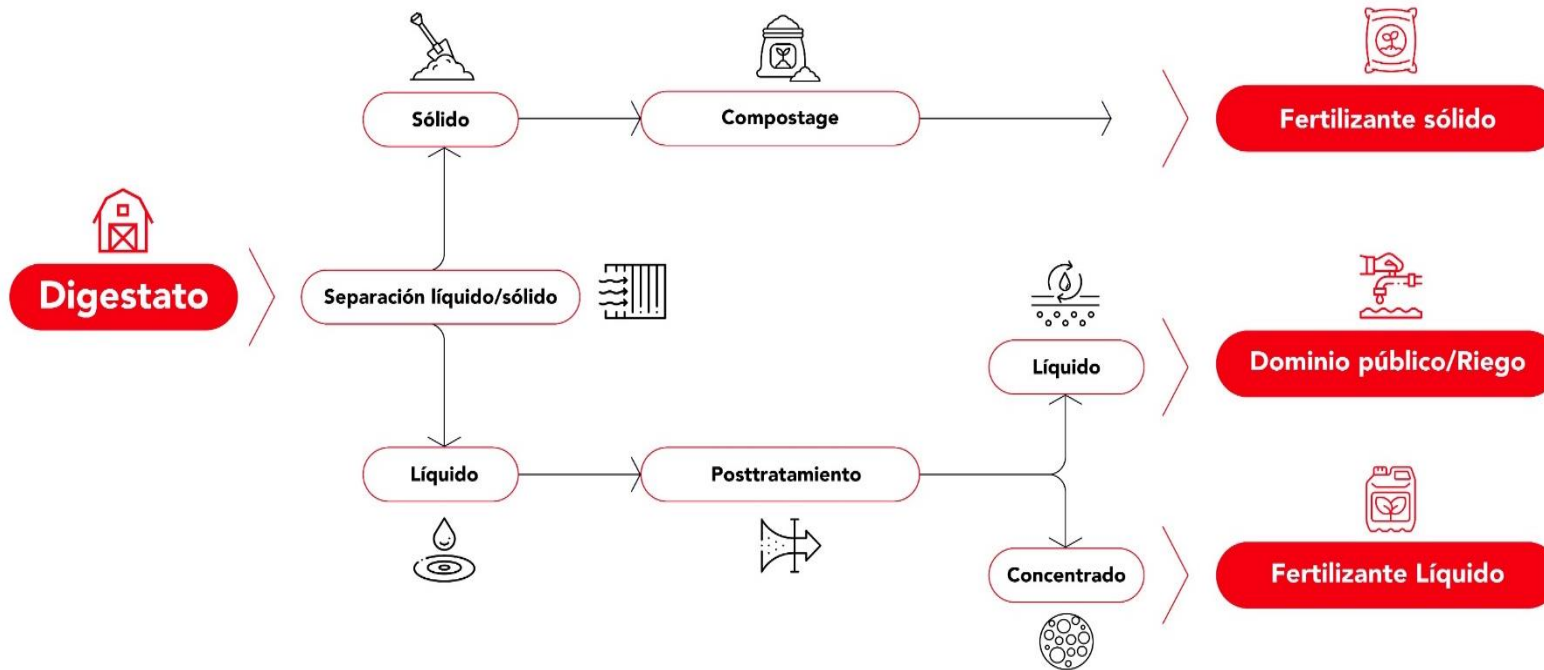 Sólido
Compostage
Fertilizante sólido
Digestato
Separación líquido/sólido
Líquido
Dominio público/Riego
Líquido
Posttratamiento
Concentrado
Fertilizante Líquido